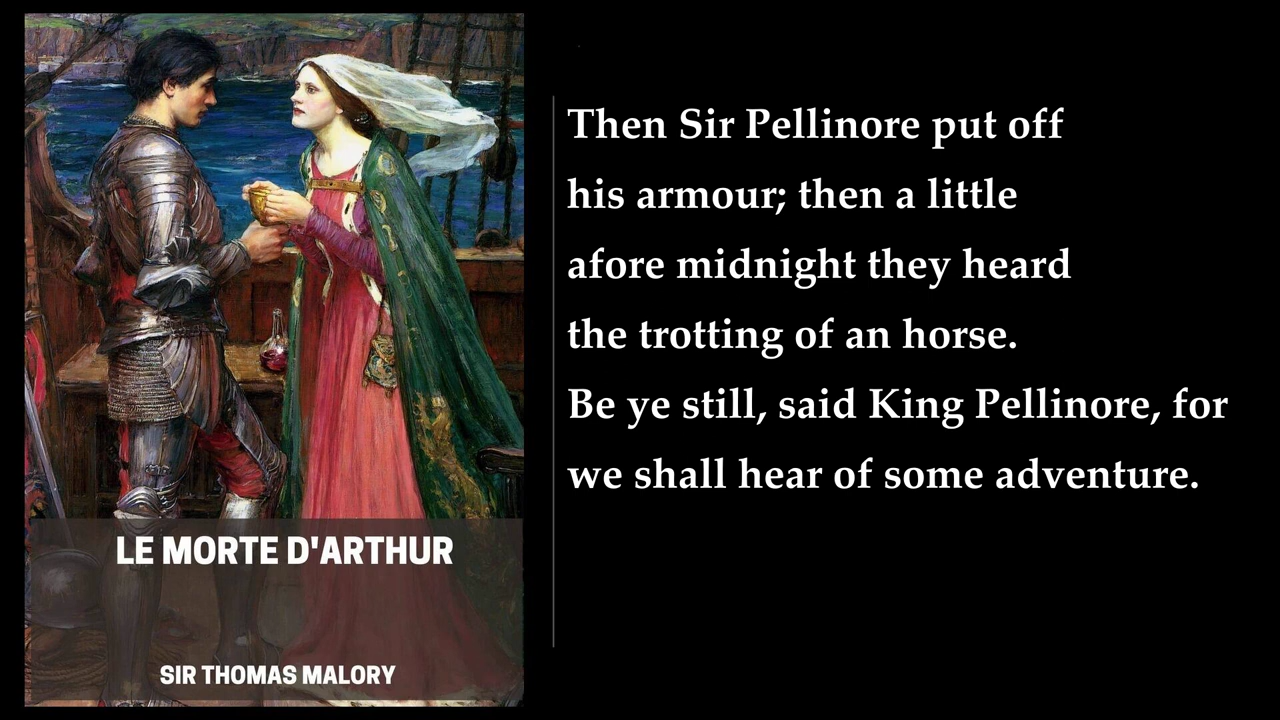 LE MORTE D'ARTHUR
SIR THOMAS MALORY
Then Sir Pellinore put off
his armour; then a little
afore midnight they heard
the trotting of an horse.
Be ye still, said King Pellinore, for
we shall hear of some adventure.